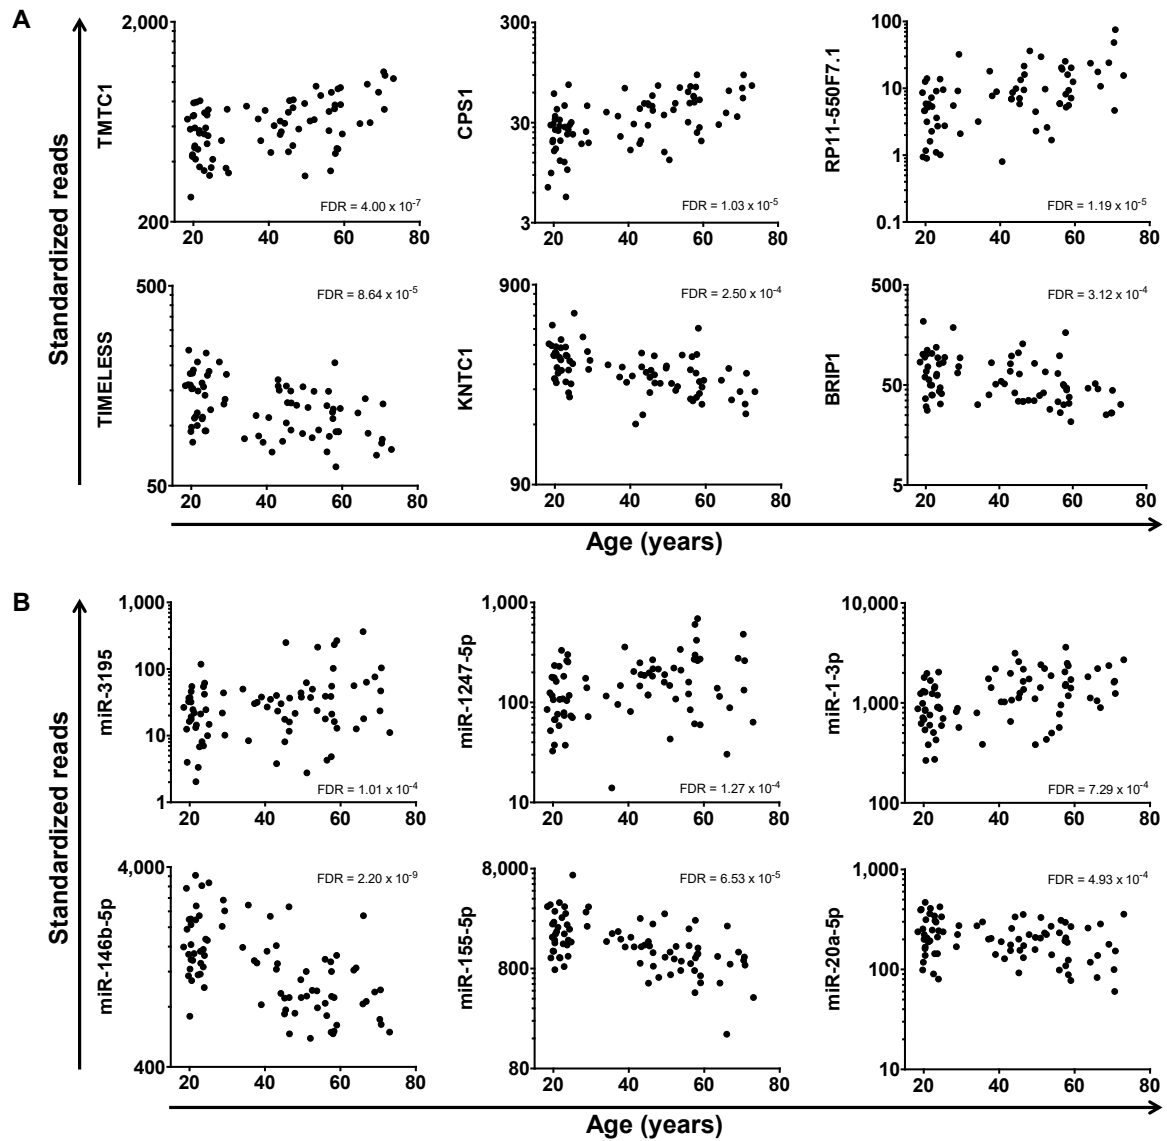 A
Standardized reads
TMTC1
2,000
200
20 40 60 80
FDR = 4.00 x 10-7
CPS1
300
30
3
20 40 60 80
FDR = 1.03 x 10-5
RP11-550F7.1
100
10
1
0.1
20 40 60 80
FDR = 1.19 x 10-5
TIMELESS
500
50
20 40 60 80
FDR = 8.64 x 10-5
KNTC1
900
90
20 40 60 80
FDR = 2.50 x 10-4
BRIP1
500
50
5
20 40 60 80
FDR = 3.12 x 10-4
Age (years)
B
Standardized reads
miR-3195
1,000
100
10
1
20 40 60 80
FDR = 1.01 x 10-4
miR-1247-5p
1,000
100
10
20 40 60 80
FDR = 1.27 x 10-4
miR-1-3p
10,000
1,000
100
20 40 60 80
FDR = 7.29 x 10-4
miR-146b-5p
4,000
400
20 40 60 80
FDR = 2.20 x 10-9
miR-155-5p
8,000
800
80
20 40 60 80
FDR = 6.53 x 10-5
miR-20a-5p
1,000
100
10
20 40 60 80
FDR = 4.93 x 10-4
Age (years)